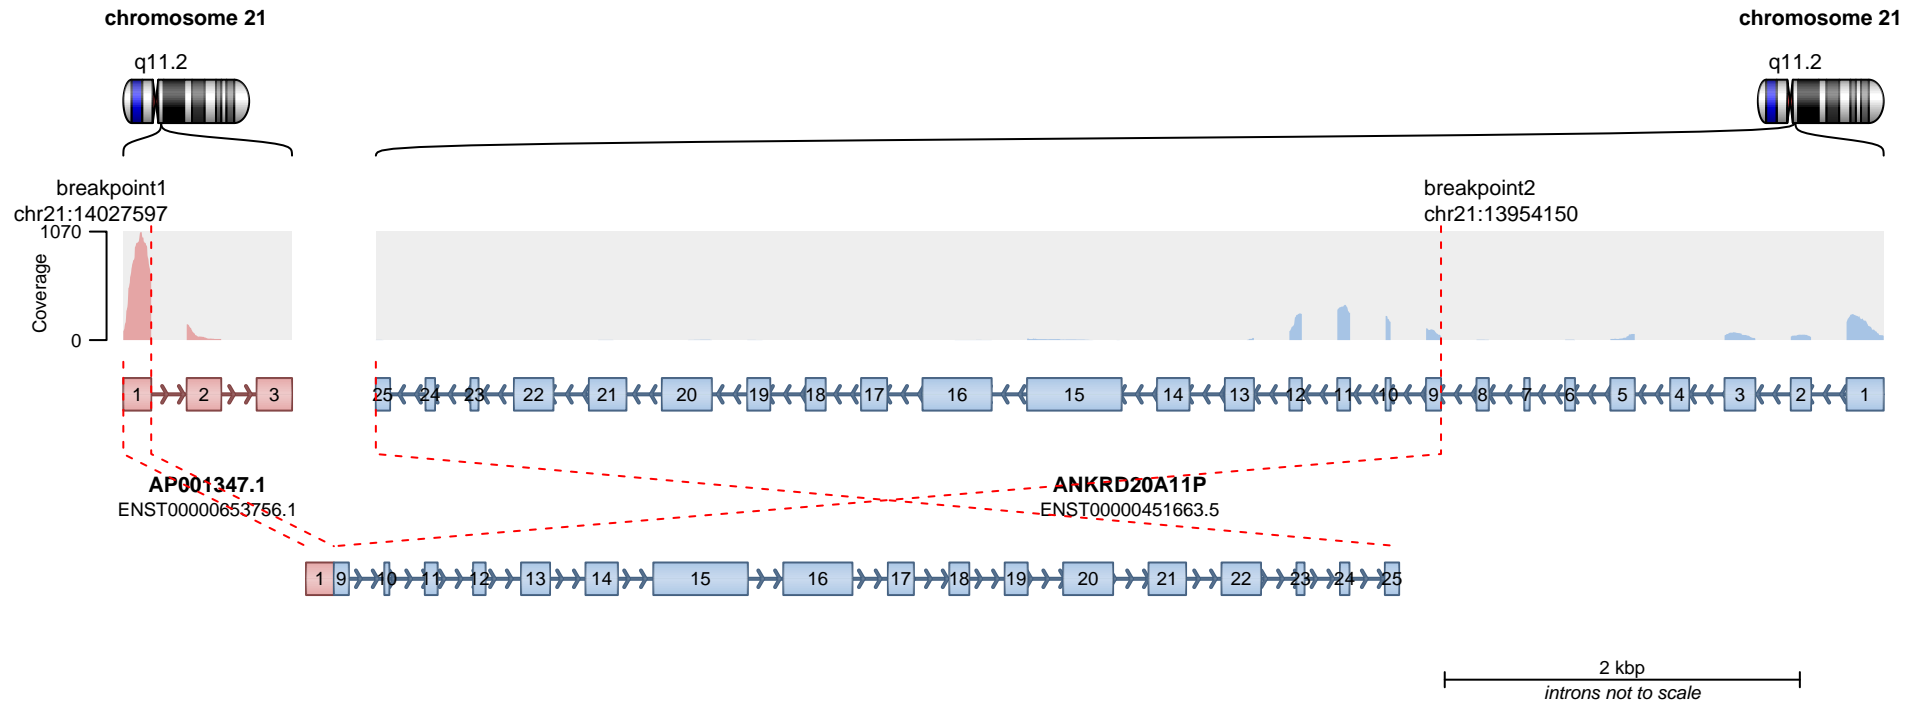 chromosome 21
chromosome 21
q11.2
q11.2
breakpoint1
chr21:14027597
breakpoint2
chr21:13954150
1070
Coverage
0
1 2 3
25 24 23 22 21 20 19 18 17 16 15 14 13 12 11 10 9 8 7 6 5 4 3 2 1
AP001347.1
ENST00000653756.1
ANKRD20A11P
ENST00000451663.5
1 9 10 11 12 13 14 15 16 17 18 19 20 21 22 23 24 25
2 kbp
introns not to scale